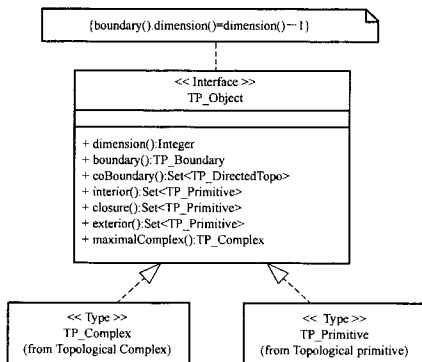 {boundary().dimension()=dimension()−1}
<< Interface >>
TP_Object
+ dimension():Integer
+ boundary():TP_Boundary
+ coBoundary():Set<TP_DirectedTopo>
+ interior():Set<TP_Primitive>
+ closure():Set<TP_Primitive>
+ exterior():Set<TP_Primitive>
+ maximalComplex():TP_Complex
<< Type >>
TP_Complex
(from Topological Complex)
<< Type >>
TP_Primitive
(from Topological primitive)